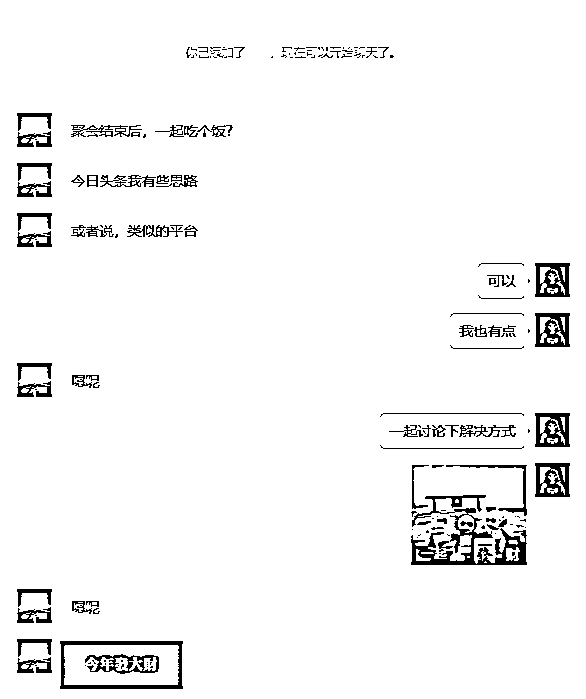 你已添加了 ，现在可以开始聊天了。
聚会结束后，一起吃个饭?
今日头条我有些思路
或者说，类似的平台
可以
我也有点
嗯呢
一起讨论下解决方式
一起 财
嗯呢
今年我大财